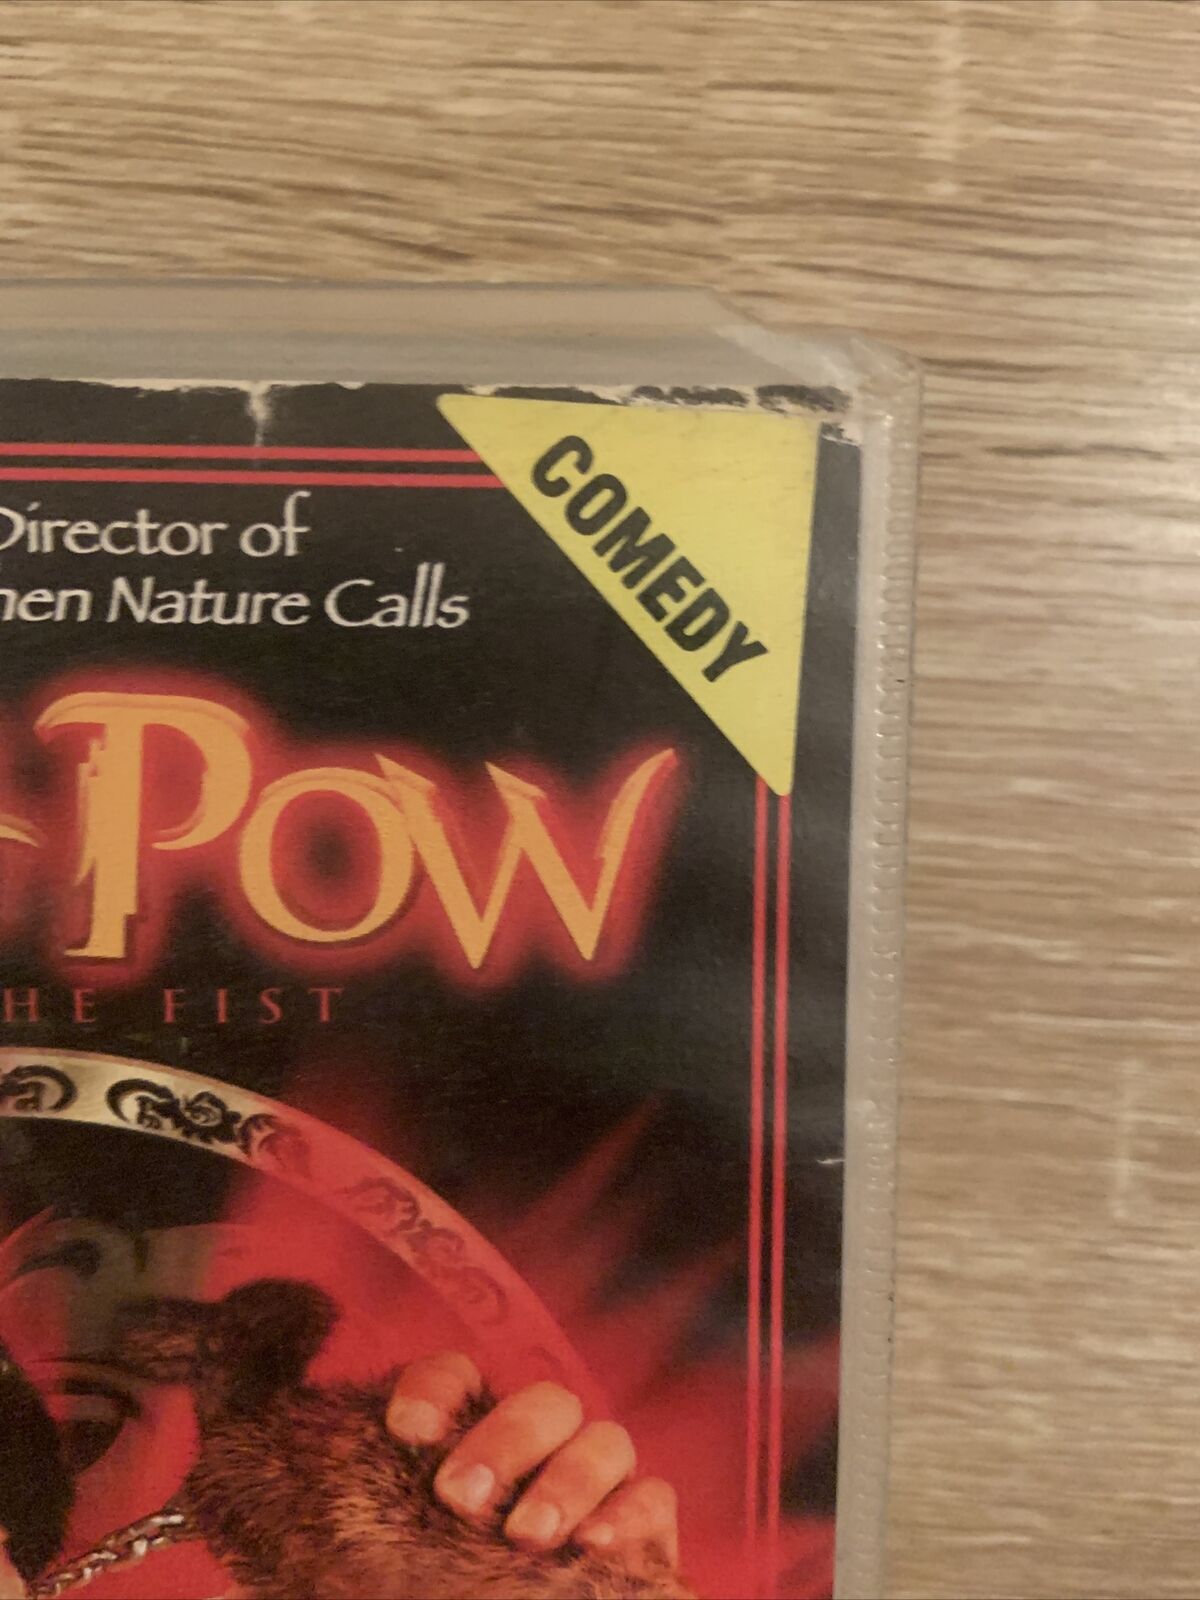 Director of
COMEDY
hen Nature Calls
Pow
HE FIST